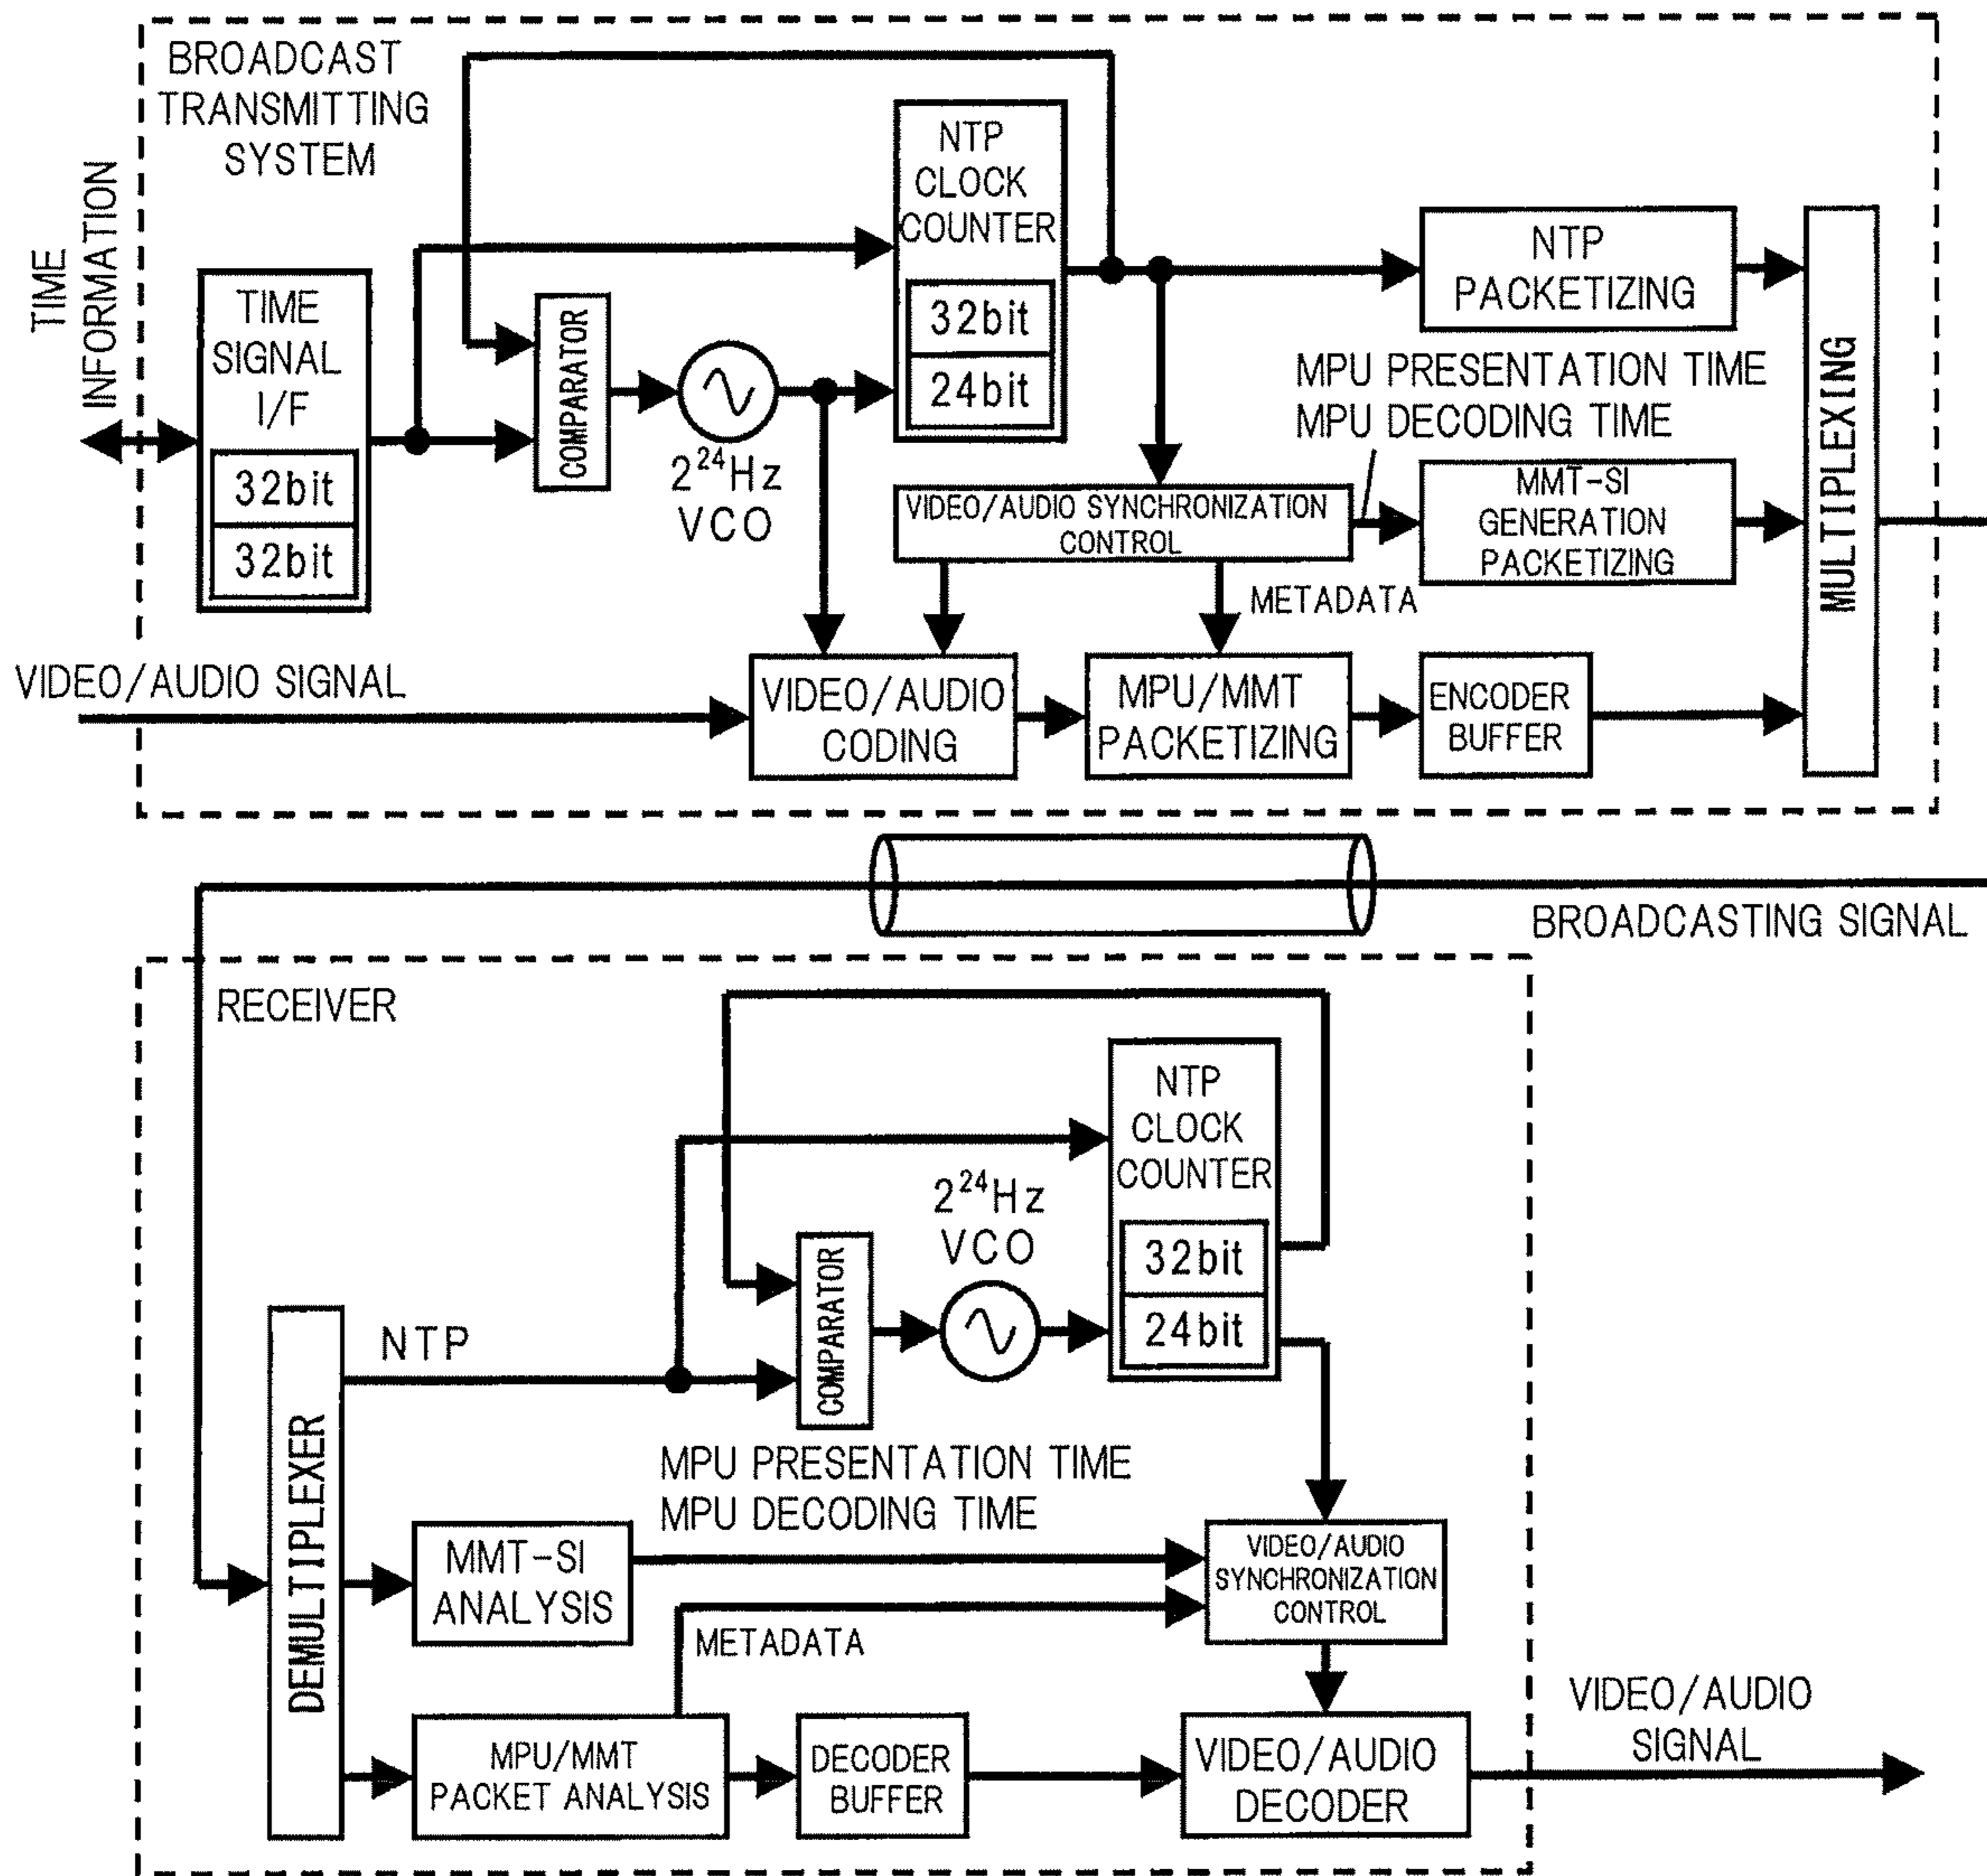 BROADCAST
TRANSMITTING
SYSTEM
TIME
INFORMATION
TIME
SIGNAL
I/F
32bit
32bit
COMPARATOR
2²⁴Hz
VCO
NTP
CLOCK
COUNTER
32bit
24bit
NTP
PACKETIZING
MPU PRESENTATION TIME
MPU DECODING TIME
VIDEO/AUDIO SYNCHRONIZATION
CONTROL
MMT-SI
GENERATION
PACKETIZING
METADATA
MULTIPLEXING
VIDEO/AUDIO SIGNAL
VIDEO/AUDIO
CODING
MPU/MMT
PACKETIZING
ENCODER
BUFFER
BROADCASTING SIGNAL
RECEIVER
NTP
CLOCK
COUNTER
32bit
24bit
2²⁴Hz
VCO
COMPARATOR
NTP
DEMULTIPLEXER
MPU PRESENTATION TIME
MPU DECODING TIME
MMT-SI
ANALYSIS
VIDEO/AUDIO
SYNCHRONIZATION
CONTROL
METADATA
MPU/MMT
PACKET ANALYSIS
DECODER
BUFFER
VIDEO/AUDIO
DECODER
VIDEO/AUDIO
SIGNAL